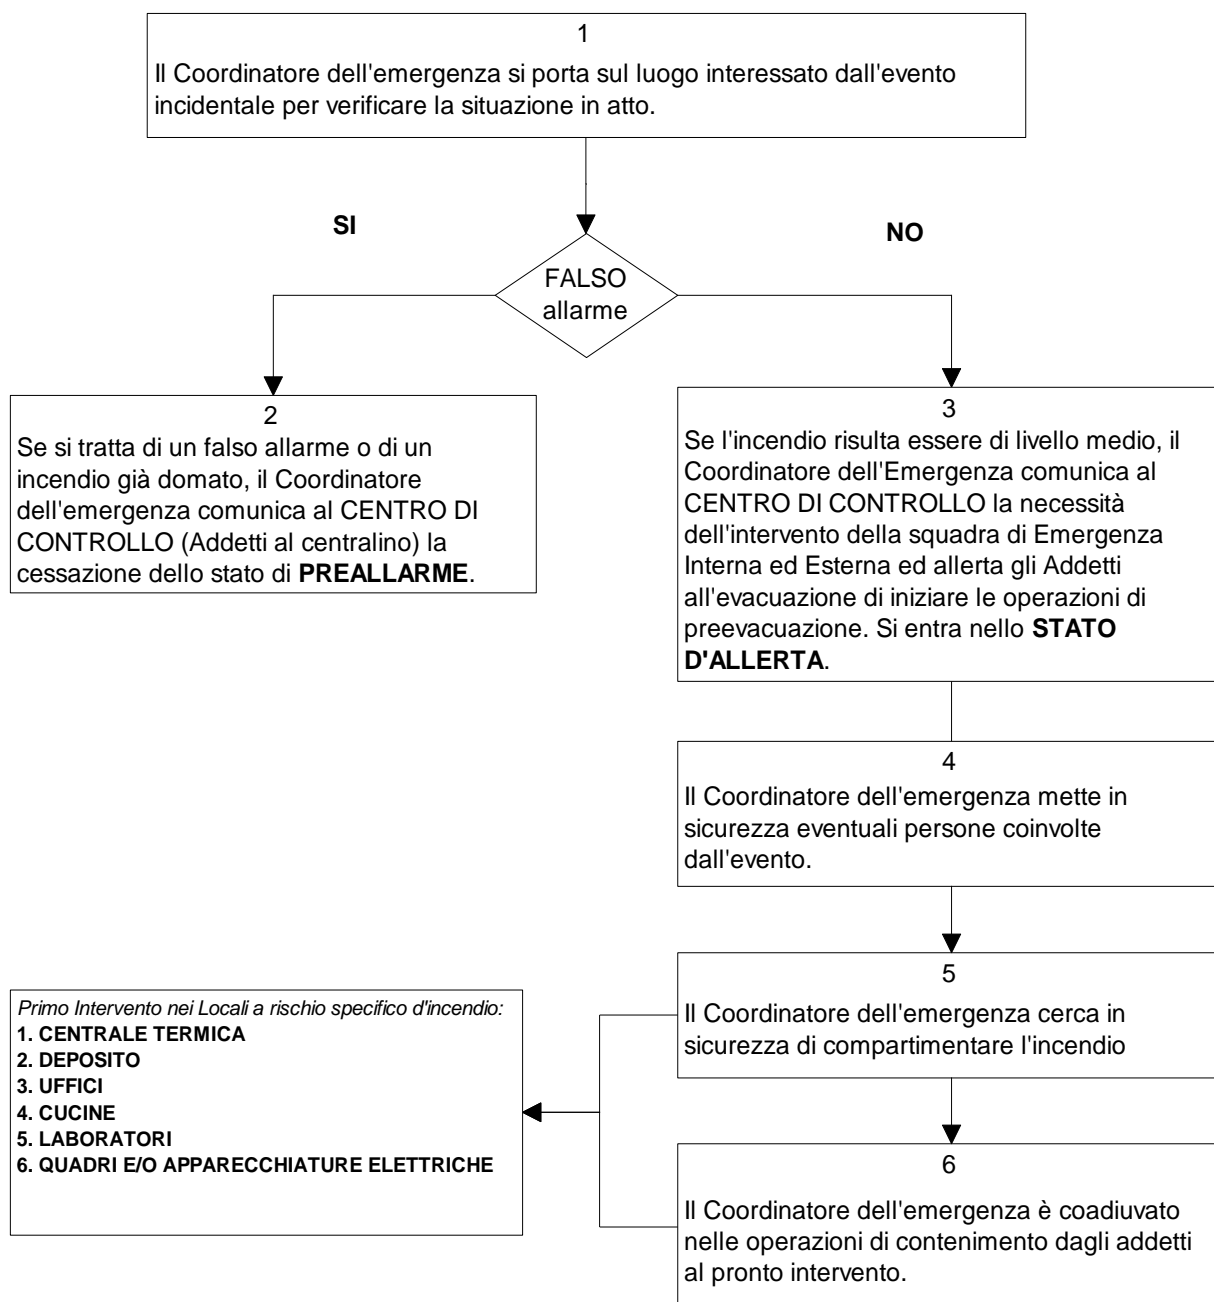 1
Il Coordinatore dell'emergenza si porta sul luogo interessato dall'evento
incidentale per verificare la situazione in atto.
SI
NO
FALSO
allarme
2
Se si tratta di un falso allarme o di un
incendio già domato, il Coordinatore
dell'emergenza comunica al CENTRO DI
CONTROLLO (Addetti al centralino) la
cessazione dello stato di PREALLARME.
3
Se l'incendio risulta essere di livello medio, il
Coordinatore dell'Emergenza comunica al
CENTRO DI CONTROLLO la necessità
dell'intervento della squadra di Emergenza
Interna ed Esterna ed allerta gli Addetti
all'evacuazione di iniziare le operazioni di
preevacuazione. Si entra nello STATO
D'ALLERTA.
4
Il Coordinatore dell'emergenza mette in
sicurezza eventuali persone coinvolte
dall'evento.
5
Il Coordinatore dell'emergenza cerca in
sicurezza di compartimentare l'incendio
Primo Intervento nei Locali a rischio specifico d'incendio:
1. CENTRALE TERMICA
2. DEPOSITO
3. UFFICI
4. CUCINE
5. LABORATORI
6. QUADRI E/O APPARECCHIATURE ELETTRICHE
6
Il Coordinatore dell'emergenza è coadiuvato
nelle operazioni di contenimento dagli addetti
al pronto intervento.